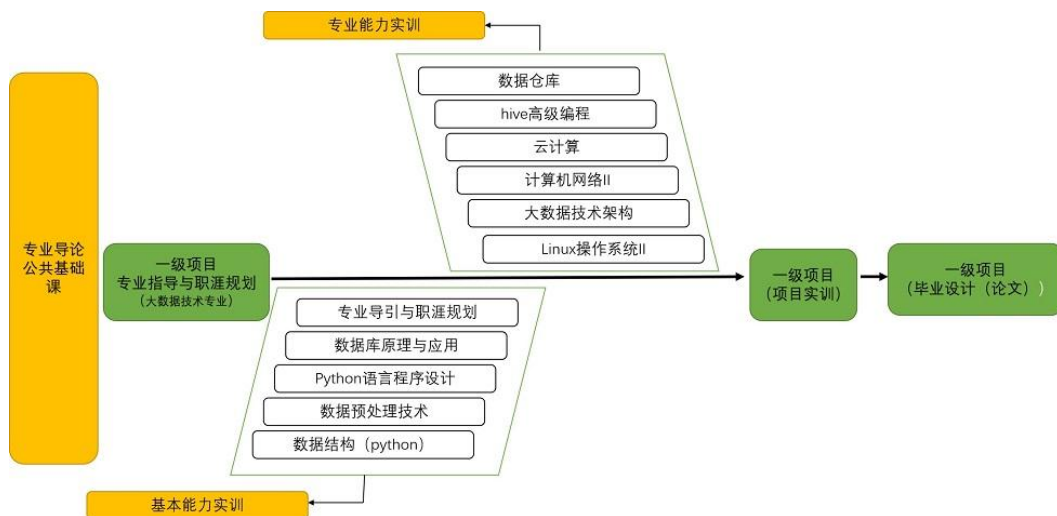 专业能力实训
数据仓库
hive高级编程
云计算
计算机网络II
大数据技术架构
Linux操作系统II
专业导论
公共基础
课
一级项目
专业指导与职涯规划
（大数据技术专业）
一级项目
（项目实训）
一级项目
（毕业设计（论文））
专业导引与职涯规划
数据库原理与应用
Python语言程序设计
数据预处理技术
数据结构（python）
基本能力实训